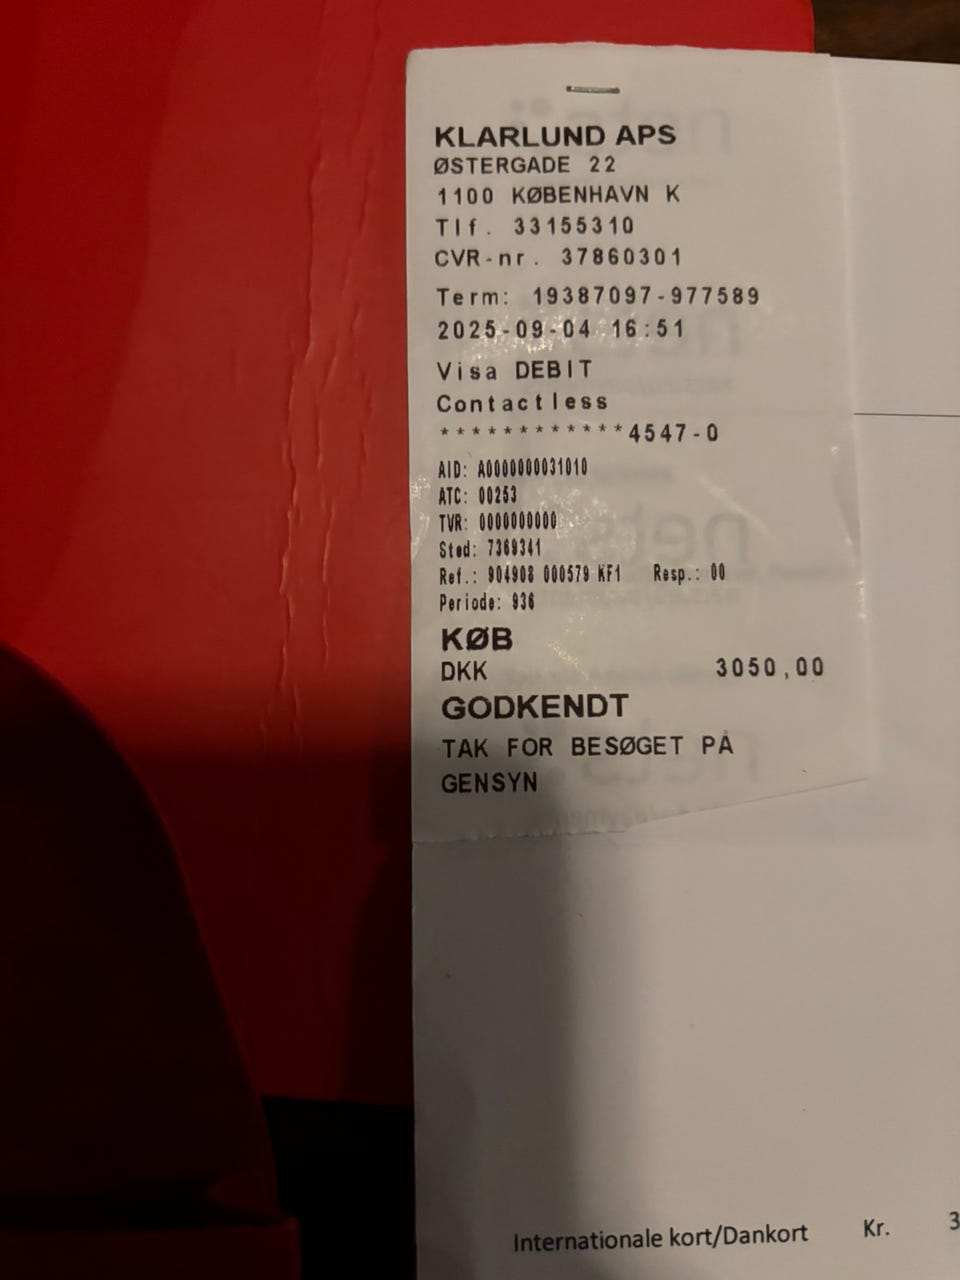 KLARLUND APS
ØSTERGADE 22
1100 KØBENHAVN K
Tlf. 33155310
CVR-nr. 37860301
Term: 19387097-977589
2025-09-04 16:51
Visa DEBIT
Contactless
************4547-0
AID: A0000000031010
ATC: 00253
TVR: 0000000000
Sted: 7369341
Ref.: 904908 000579 KF1 Resp.: 00
Periode: 936
KØB
DKK 3050,00
GODKENDT
TAK FOR BESØGET PÅ
GENSYN
Internationale kort/Dankort Kr. 3